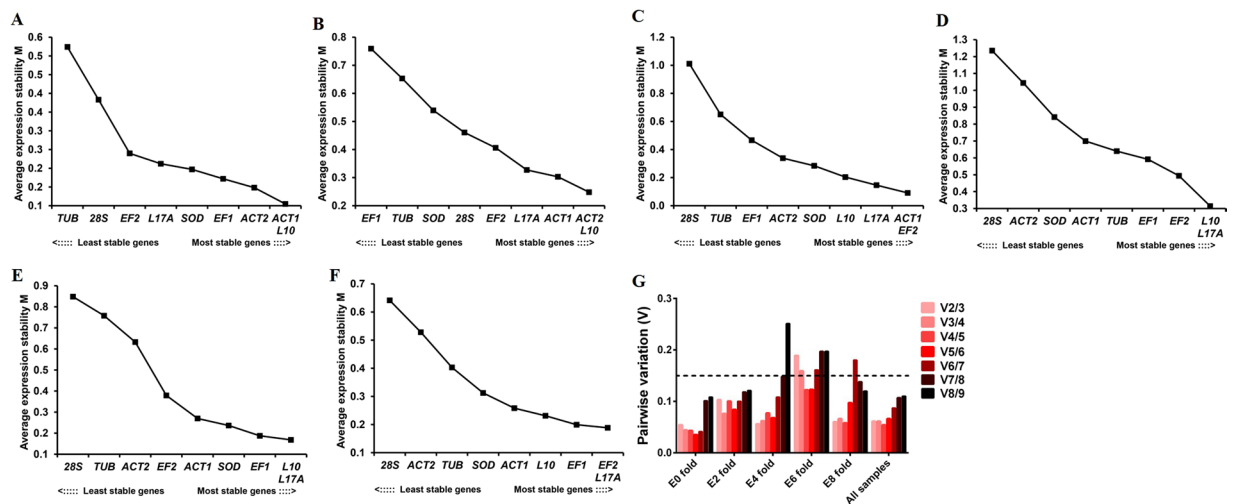 A
Average expression stability M
0.6
0.5
0.5
0.4
0.4
0.3
0.3
0.2
0.2
0.1
TUB 28S EF2 L17A SOD EF1 ACT2 ACT1
L10
<::::: Least stable genes Most stable genes ::::>
B
Average expression stability M
0.8
0.7
0.6
0.5
0.4
0.3
0.2
EF1 TUB SOD 28S EF2 L17A ACT1 ACT2
L10
<::::: Least stable genes Most stable genes ::::>
C
Average expression stability M
1.2
1.0
0.8
0.6
0.4
0.2
0.0
28S TUB EF1 ACT2 SOD L10 L17A ACT1
EF2
<::::: Least stable genes Most stable genes ::::>
D
Average expression stability M
1.3
1.2
1.1
1.0
0.9
0.8
0.7
0.6
0.5
0.4
0.3
28S ACT2 SOD ACT1 TUB EF1 EF2 L10
L17A
<::::: Least stable genes Most stable genes ::::>
E
Average expression stability M
0.9
0.8
0.7
0.6
0.5
0.4
0.3
0.2
0.1
28S TUB ACT2 EF2 ACT1 SOD EF1 L10
L17A
<::::: Least stable genes Most stable genes ::::>
F
Average expression stability M
0.7
0.6
0.5
0.4
0.3
0.2
0.1
28S ACT2 TUB SOD ACT1 L10 EF1 EF2
L17A
<::::: Least stable genes Most stable genes ::::>
G
Pairwise variation (V)
0.3
0.2
0.1
0.0
E0 fold
E2 fold
E4 fold
E6 fold
E8 fold
All samples
V2/3
V3/4
V4/5
V5/6
V6/7
V7/8
V8/9